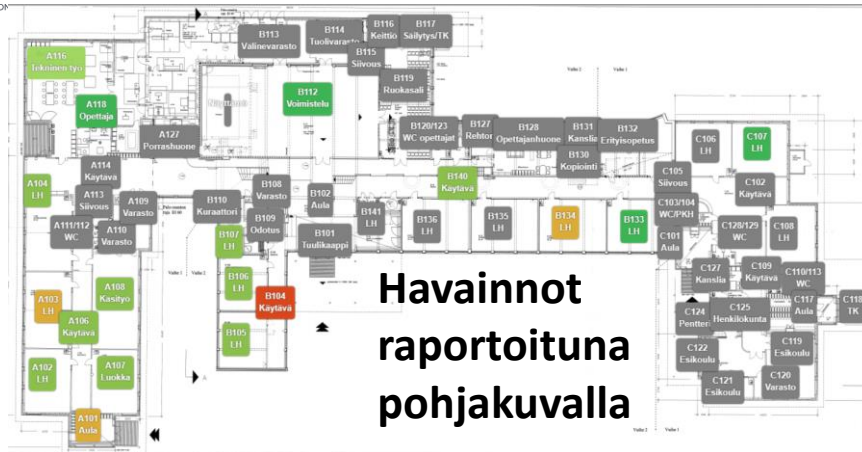 A116
Tekninen tyo
A118
Opettaja
A127
Porrashuone
B113
Valinevarasto
B114
Tuolivarasto
B115
Siivous
B116
Keittio
B117
Säilytys/TK
B119
Ruokasali
Näyttämö
B112
Voimistelu
B120/123
WC opettajat
B127
Rehtori
B128
Opettajanhuone
B131
Kanslia
B132
Erityisopetus
B130
Kopiointi
C106
LH
C107
LH
A104
LH
A114
Käytävä
A113
Siivous
A109
Varasto
A111/112
WC
A110
Varasto
B110
Kuraattori
B108
Varasto
B109
Odotus
B102
Aula
B101
Tuulikaappi
B141
LH
B140
Käytävä
B136
LH
B135
LH
B134
LH
B133
LH
C105
Siivous
C103/104
WC/PKH
C101
Aula
C102
Käytävä
C128/129
WC
C108
LH
B107
LH
B106
LH
B104
Käytävä
B105
LH
A103
LH
A108
Käsityö
A106
Käytävä
A102
LH
A107
Luokka
A101
Aula
C127
Kanslia
C109
Käytävä
C110/113
WC
C117
Aula
C118
TK
C124
Pentteri
C125
Henkilökunta
C122
Esikoulu
C119
Esikoulu
C121
Esikoulu
C120
Varasto
Havainnot
raportoituna
pohjakuvalla